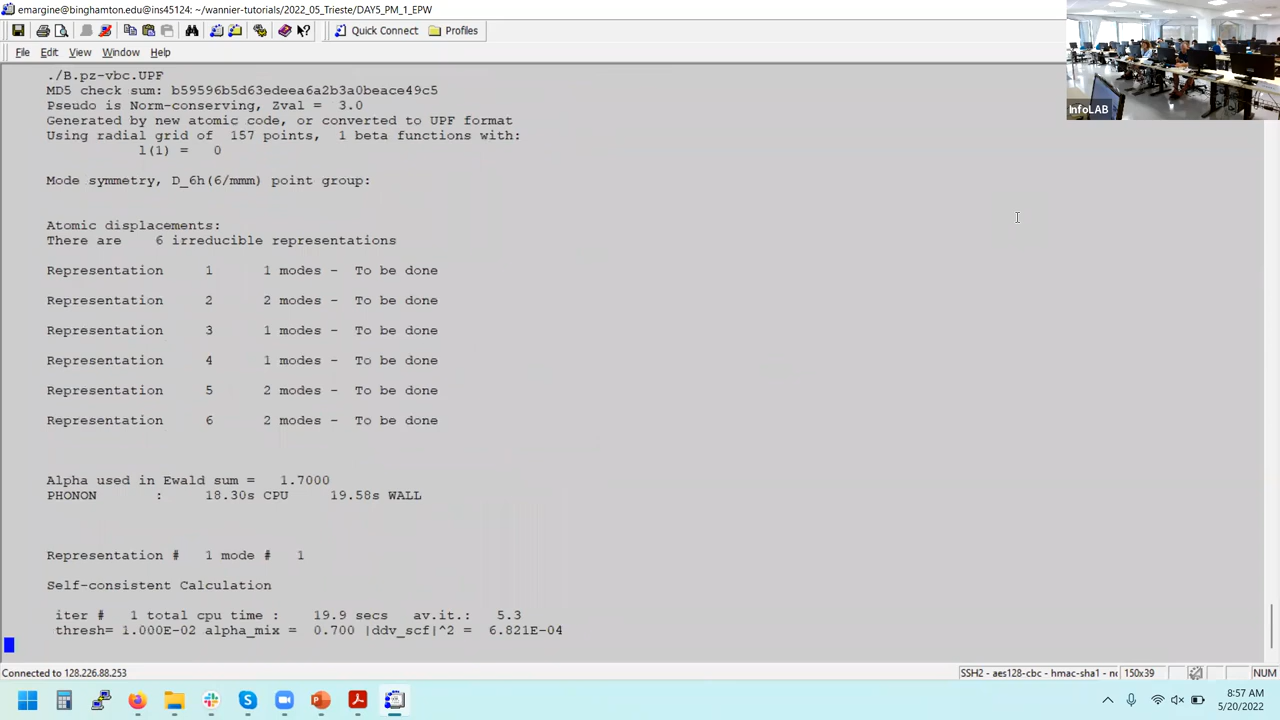 emargine@binghamton.edu@ins45124: ~/wannier-tutorials/2022_05_Trieste/DAY5_PM_1_EPW
Quick Connect Profiles
File Edit View Window Help
InfoLAB
./B.pz-vbc.UPF
MD5 check sum: b59596b5d63edeea6a2b3a0beace49c5
Pseudo is Norm-conserving, Zval = 3.0
Generated by new atomic code, or converted to UPF format
Using radial grid of 157 points, 1 beta functions with:
l(1) = 0
Mode symmetry, D_6h(6/mmm) point group:
Atomic displacements:
There are 6 irreducible representations
Representation 1 1 modes - To be done
Representation 2 2 modes - To be done
Representation 3 1 modes - To be done
Representation 4 1 modes - To be done
Representation 5 2 modes - To be done
Representation 6 2 modes - To be done
Alpha used in Ewald sum = 1.7000
PHONON : 18.30s CPU 19.58s WALL
Representation # 1 mode # 1
Self-consistent Calculation
iter # 1 total cpu time : 19.9 secs av.it.: 5.3
thresh= 1.000E-02 alpha_mix = 0.700 |ddv_scf|^2 = 6.821E-04
Connected to 128.226.88.253
SSH2 - aes128-cbc - hmac-sha1 - nc 150x39 NUM
8:57 AM
5/20/2022